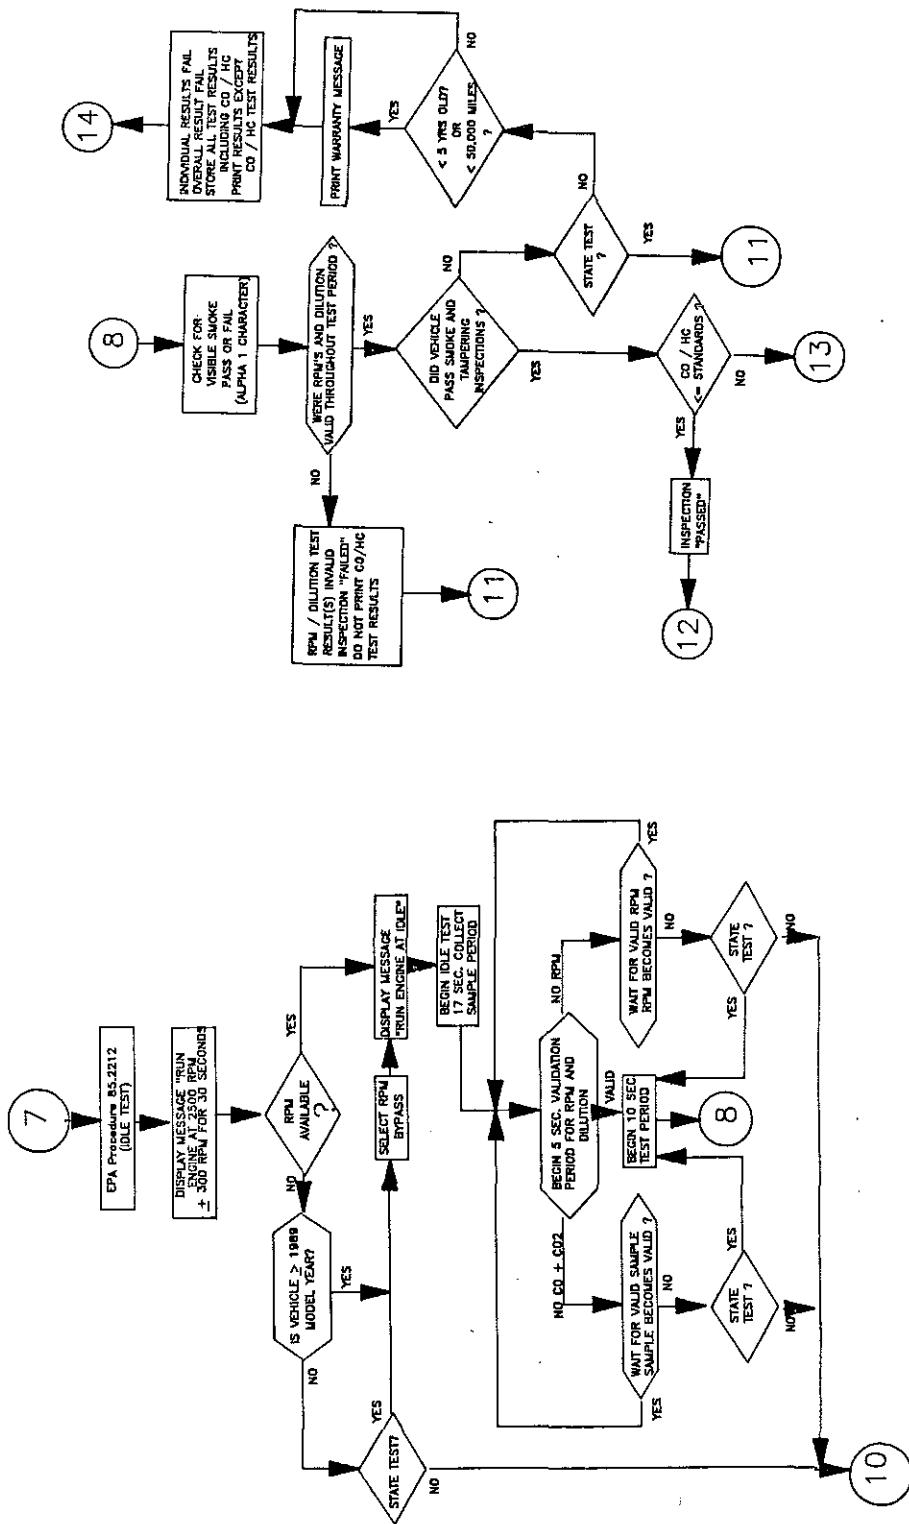 7
EPA Procedure 85.2212
(IDLE TEST)
DISPLAY MESSAGE "RUN
ENGINE AT 2500 RPM
± 300 RPM FOR 30 SECONDS
RPM
AVAILABLE
?
YES
NO
IS VEHICLE ≥ 1989
MODEL YEAR?
YES
NO
STATE TEST?
YES
NO
SELECT RPM
BYPASS
DISPLAY MESSAGE
"RUN ENGINE AT IDLE"
BEGIN IDLE TEST
17 SEC. COLLECT
SAMPLE PERIOD
BEGIN 5 SEC. VALIDATION
PERIOD FOR RPM AND
DILUTION
NO CO + CO2
NO RPM
VALID
WAIT FOR VALID SAMPLE
SAMPLE BECOMES VALID ?
YES
NO
WAIT FOR VALID RPM
RPM BECOMES VALID ?
YES
NO
BEGIN 10 SEC.
TEST PERIOD
STATE
TEST ?
YES
NO
STATE
TEST ?
YES
NO
8
10
8
CHECK FOR
VISIBLE SMOKE
PASS OR FAIL
(ALPHA 1 CHARACTER)
WERE RPM'S AND DILUTION
VALID THROUGHOUT TEST PERIOD ?
NO
YES
RPM / DILUTION TEST
RESULT(S) INVALID
INSPECTION "FAILED"
DO NOT PRINT CO/HC
TEST RESULTS
11
DID VEHICLE
PASS SMOKE AND
TAMPERING
INSPECTIONS ?
NO
YES
CO / HC
<= STANDARDS ?
YES
NO
INSPECTION
"PASSED"
12
13
STATE TEST
?
NO
YES
11
< 5 YRS OLD?
OR
< 50,000 MILES
?
YES
NO
PRINT WARRANTY MESSAGE
INDIVIDUAL RESULTS FAIL
OVERALL RESULT FAIL
STORE ALL TEST RESULTS
INCLUDING CO / HC
PRINT RESULTS EXCEPT
CO / HC TEST RESULTS
14